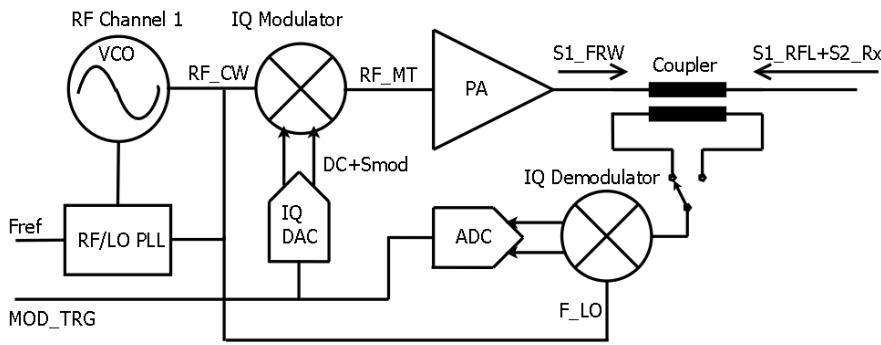 RF Channel 1
IQ Modulator
VCO
RF_CW
RF_MT
PA
S1_FRW
Coupler
S1_RFL+S2_Rx
DC+Smod
IQ Demodulator
Fref
RF/LO PLL
IQ
DAC
ADC
MOD_TRG
F_LO